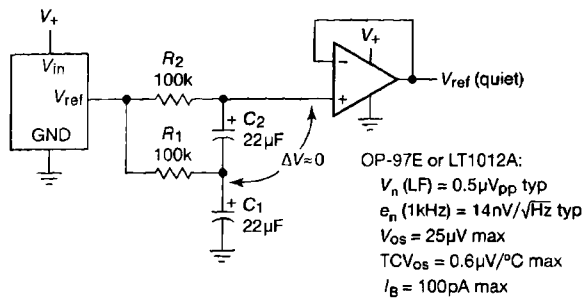 V+
Vin
Vref
GND
R2
100k
R1
100k
+ C2
22µF
+ C1
22µF
ΔV≈0
V+
−
+
Vref (quiet)
OP-97E or LT1012A:
Vn (LF) = 0.5µVpp typ
en (1kHz) = 14nV/√Hz typ
Vos = 25µV max
TCVos = 0.6µV/°C max
IB = 100pA max